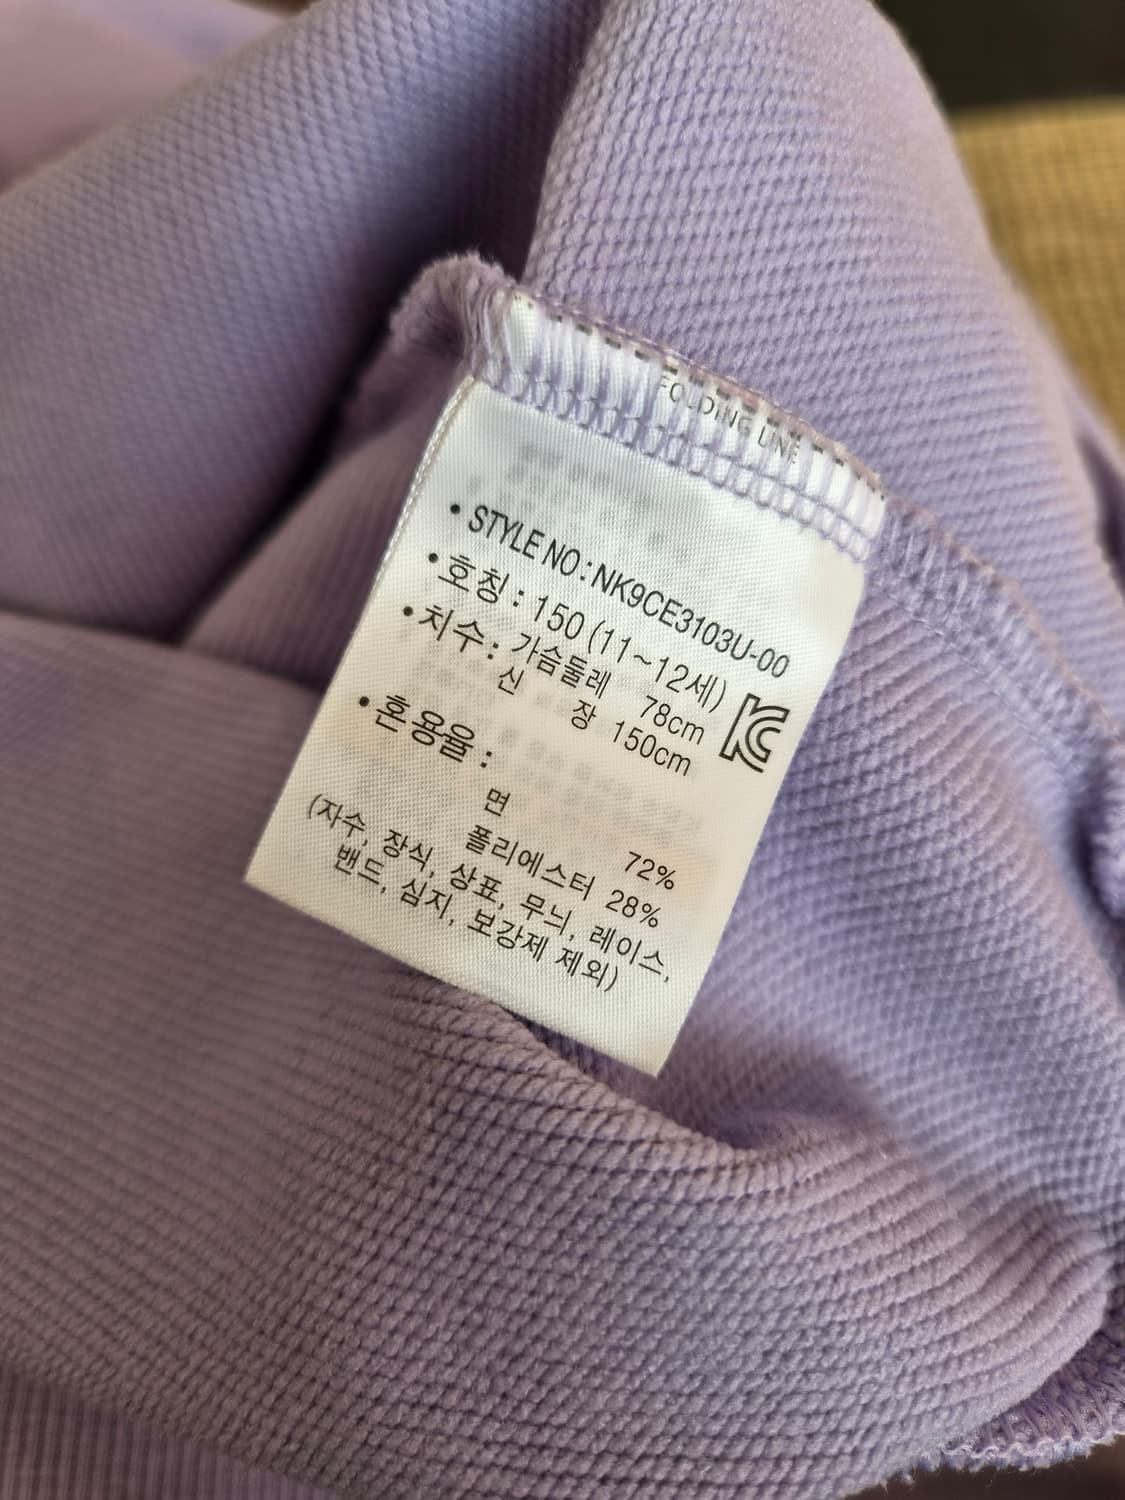 FOLDING LINE
• STYLE NO : NK9CE3103U-00
• 호칭 : 150 (11~12세)
• 치수 : 가슴둘레 78cm
신 장 150cm
KC
• 혼용율 :
면 72%
폴리에스터 28%
(자수, 장식, 상표, 무늬, 레이스,
밴드, 심지, 보강제 제외)